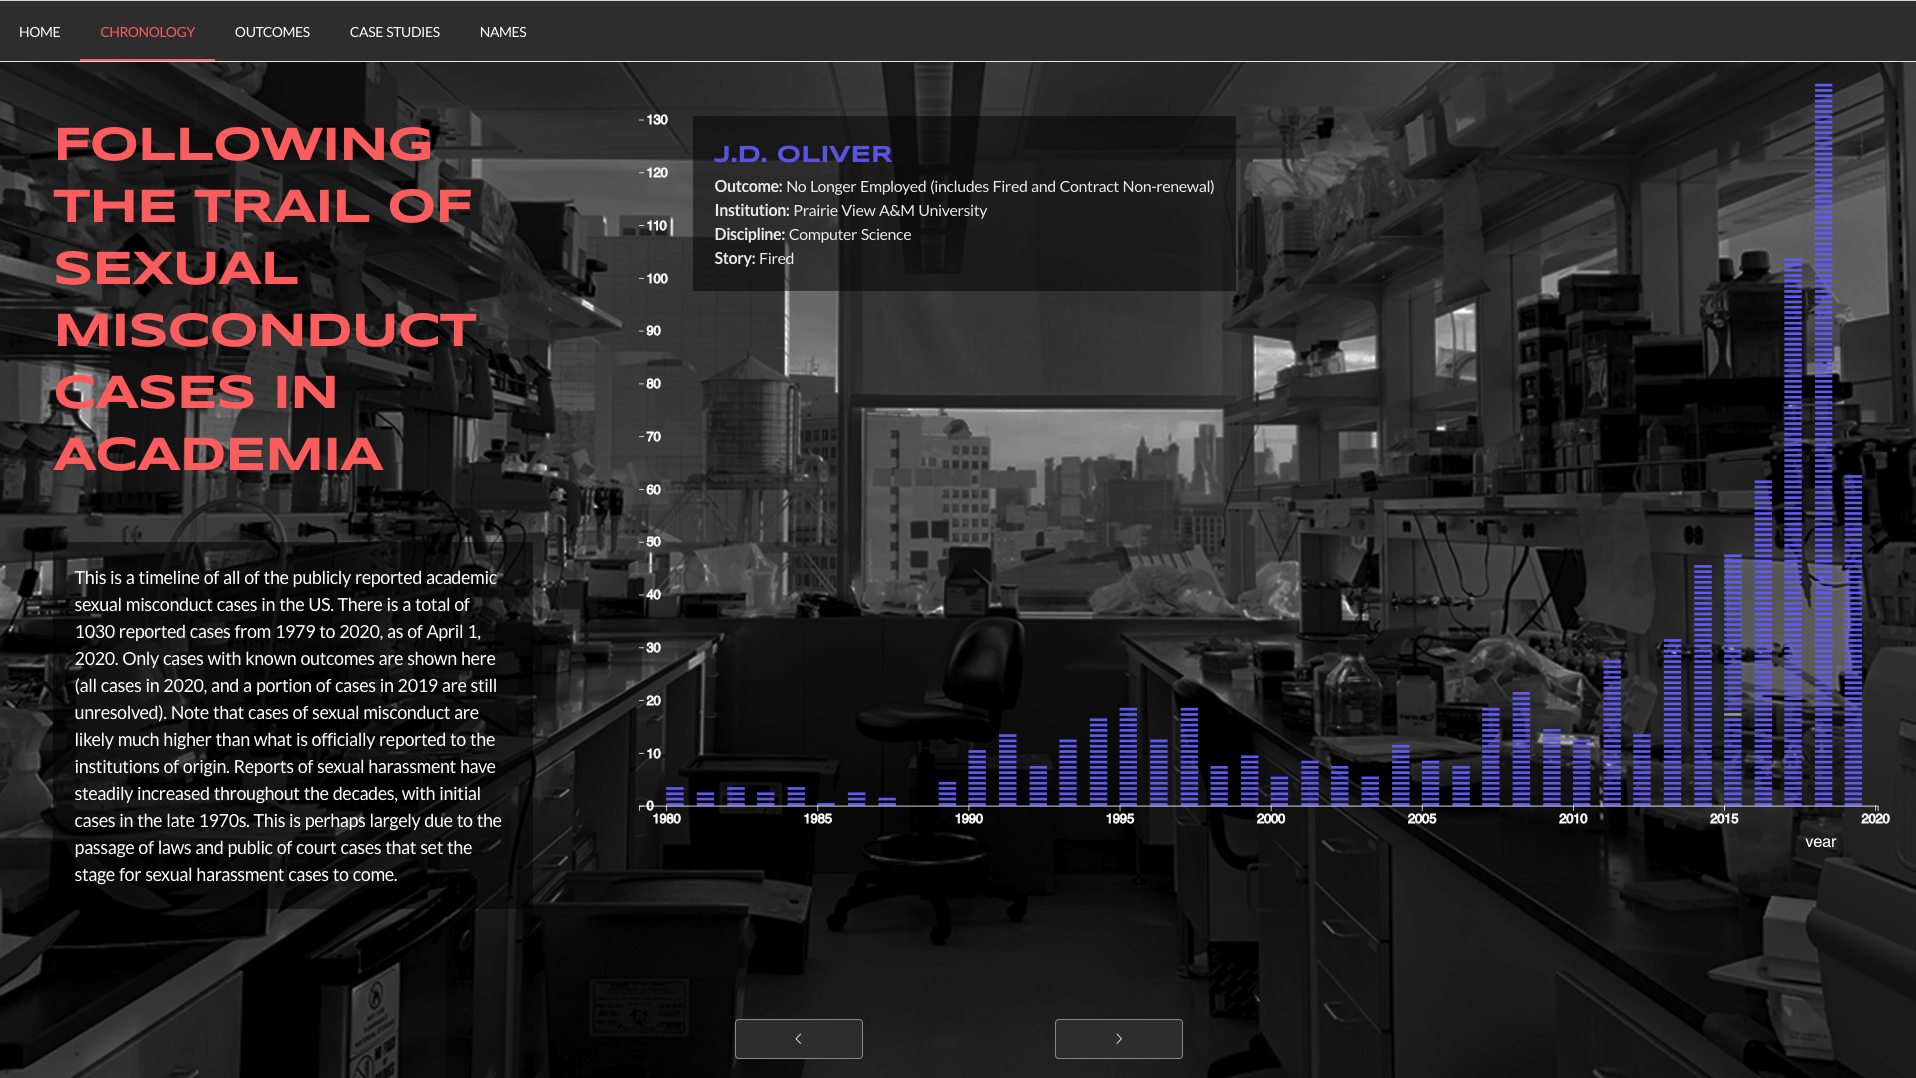 HOME CHRONOLOGY OUTCOMES CASE STUDIES NAMES
FOLLOWING
THE TRAIL OF
SEXUAL
MISCONDUCT
CASES IN
ACADEMIA
This is a timeline of all of the publicly reported academic
sexual misconduct cases in the US. There is a total of
1030 reported cases from 1979 to 2020, as of April 1,
2020. Only cases with known outcomes are shown here
(all cases in 2020, and a portion of cases in 2019 are still
unresolved). Note that cases of sexual misconduct are
likely much higher than what is officially reported to the
institutions of origin. Reports of sexual harassment have
steadily increased throughout the decades, with initial
cases in the late 1970s. This is perhaps largely due to the
passage of laws and public of court cases that set the
stage for sexual harassment cases to come.
J.D. OLIVER
Outcome: No Longer Employed (includes Fired and Contract Non-renewal)
Institution: Prairie View A&M University
Discipline: Computer Science
Story: Fired
130
120
110
100
90
80
70
60
50
40
30
20
10
0
1980 1985 1990 1995 2000 2005 2010 2015 2020
year